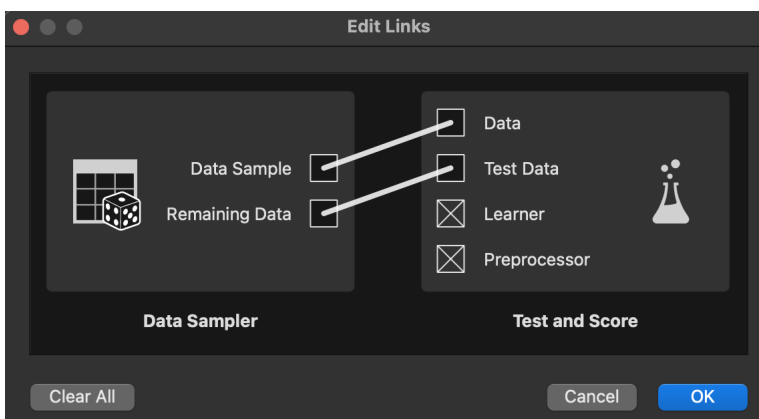 Edit Links
Data Sample
Remaining Data
Data
Test Data
Learner
Preprocessor
Data Sampler
Test and Score
Clear All
Cancel
OK